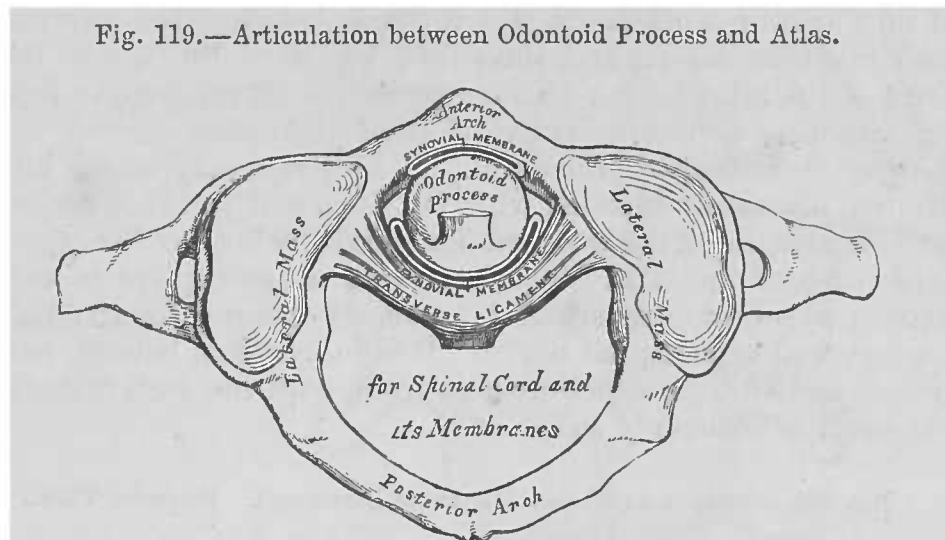 Fig. 119.—Articulation between Odontoid Process and Atlas.
Anterior
Arch
SYNOVIAL MEMBRANE
Odontoid
process
Lateral Mass
Lateral Mass
SYNOVIAL MEMBRANE
TRANSVERSE LIGAMENT
for Spinal Cord and
its Membranes
Posterior Arch